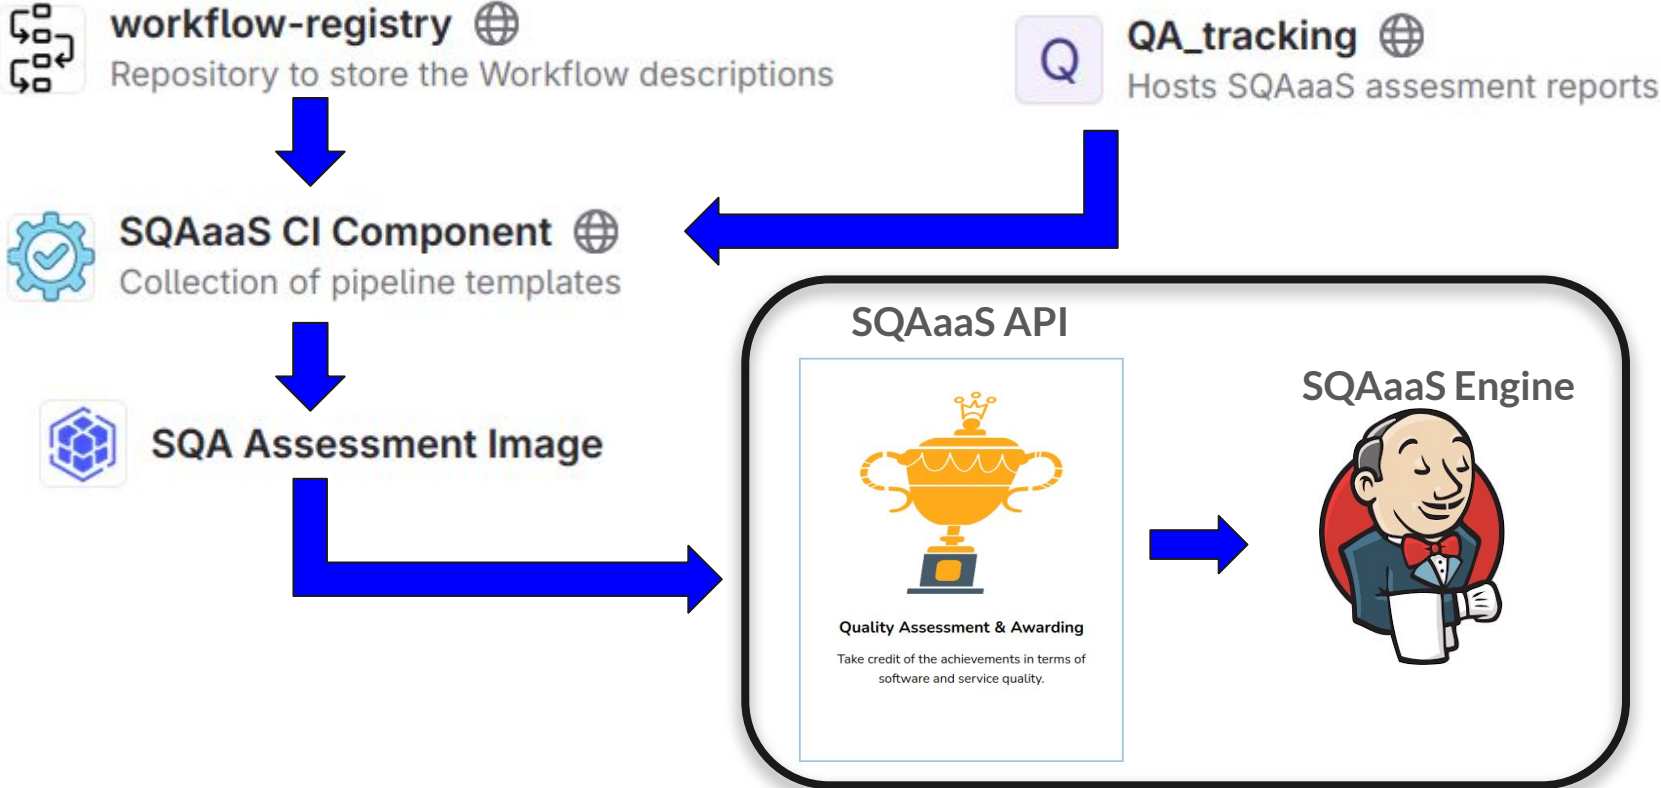 workflow-registry
Repository to store the Workflow descriptions
Q
QA_tracking
Hosts SQAaaS assesment reports
SQAaaS CI Component
Collection of pipeline templates
SQA Assessment Image
SQAaaS API
Quality Assessment & Awarding
Take credit of the achievements in terms of
software and service quality.
SQAaaS Engine